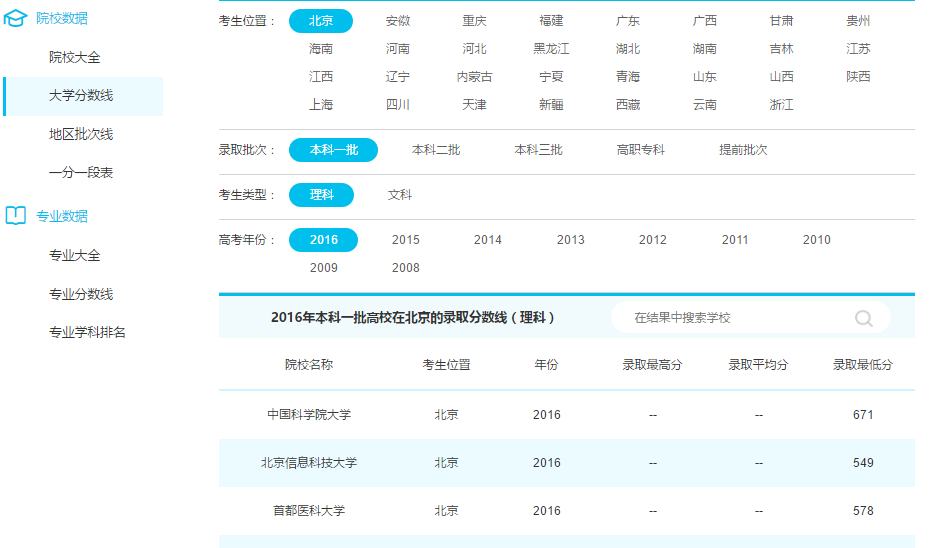 院校数据
院校大全
大学分数线
地区批次线
一分一段表
专业数据
专业大全
专业分数线
专业学科排名
考生位置： 北京 安徽 重庆 福建 广东 广西 甘肃 贵州
海南 河南 河北 黑龙江 湖北 湖南 吉林 江苏
江西 辽宁 内蒙古 宁夏 青海 山东 山西 陕西
上海 四川 天津 新疆 西藏 云南 浙江
录取批次： 本科一批 本科二批 本科三批 高职专科 提前批次
考生类型： 理科 文科
高考年份： 2016 2015 2014 2013 2012 2011 2010
2009 2008
2016年本科一批高校在北京的录取分数线（理科） 在结果中搜索学校
院校名称 考生位置 年份 录取最高分 录取平均分 录取最低分
中国科学院大学 北京 2016 -- -- 671
北京信息科技大学 北京 2016 -- -- 549
首都医科大学 北京 2016 -- -- 578